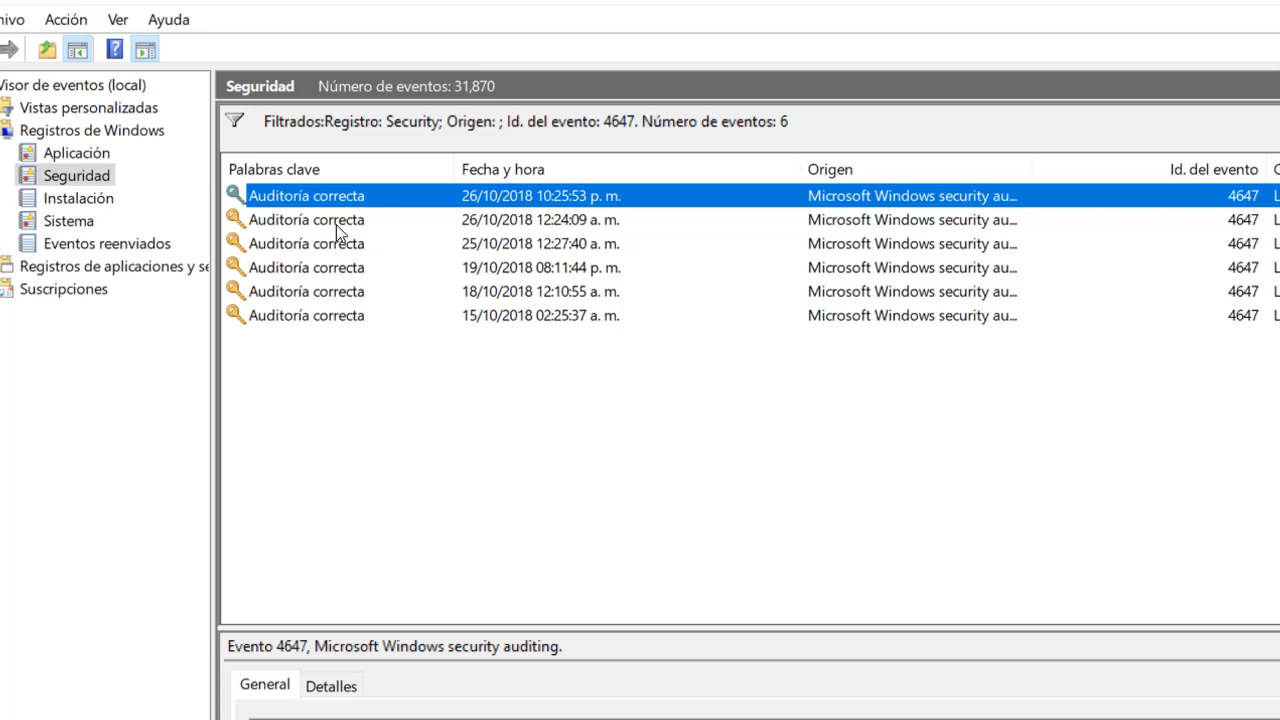 hivo Acción Ver Ayuda
Visor de eventos (local)
Vistas personalizadas
Registros de Windows
Aplicación
Seguridad
Instalación
Sistema
Eventos reenviados
Registros de aplicaciones y se
Suscripciones
Seguridad Número de eventos: 31,870
Filtrados:Registro: Security; Origen: ; Id. del evento: 4647. Número de eventos: 6
Palabras clave Fecha y hora Origen Id. del evento C
Auditoría correcta 26/10/2018 10:25:53 p. m. Microsoft Windows security au... 4647 L
Auditoría correcta 26/10/2018 12:24:09 a. m. Microsoft Windows security au... 4647 L
Auditoría correcta 25/10/2018 12:27:40 a. m. Microsoft Windows security au... 4647 L
Auditoría correcta 19/10/2018 08:11:44 p. m. Microsoft Windows security au... 4647 L
Auditoría correcta 18/10/2018 12:10:55 a. m. Microsoft Windows security au... 4647 L
Auditoría correcta 15/10/2018 02:25:37 a. m. Microsoft Windows security au... 4647 L
Evento 4647, Microsoft Windows security auditing.
General Detalles